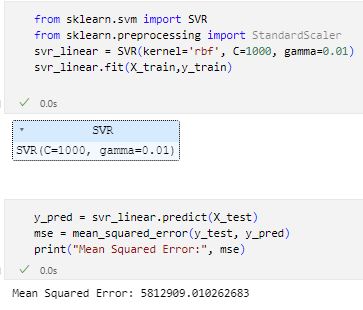 from sklearn.svm import SVR
from sklearn.preprocessing import StandardScaler
svr_linear = SVR(kernel='rbf', C=1000, gamma=0.01)
svr_linear.fit(X_train,y_train)
0.0s
SVR
SVR(C=1000, gamma=0.01)
y_pred = svr_linear.predict(X_test)
mse = mean_squared_error(y_test, y_pred)
print("Mean Squared Error:", mse)
0.0s
Mean Squared Error: 5812909.010262683